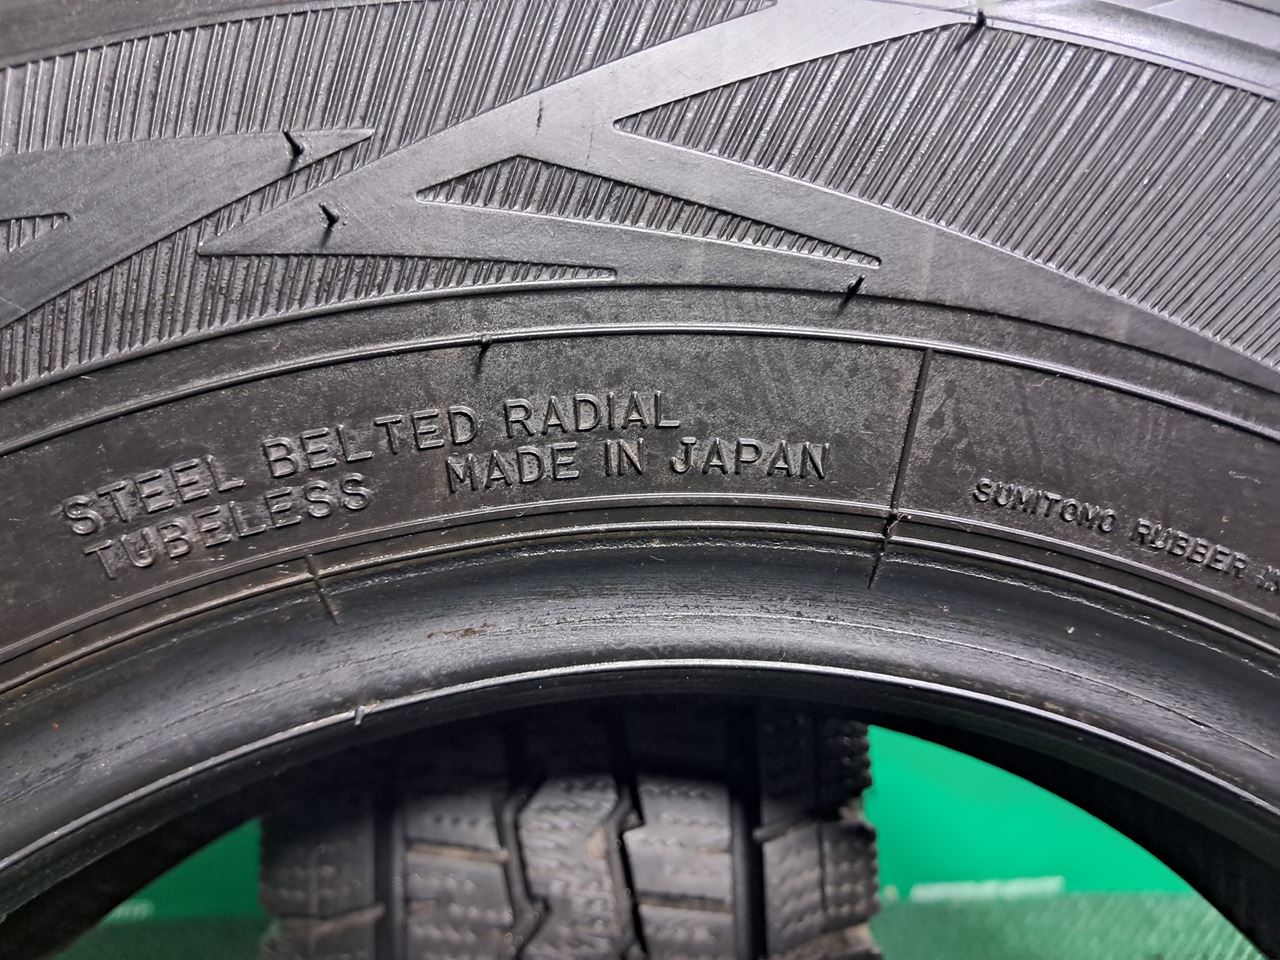 STEEL BELTED RADIAL
TUBELESS MADE IN JAPAN
SUMITOMO RUBBER